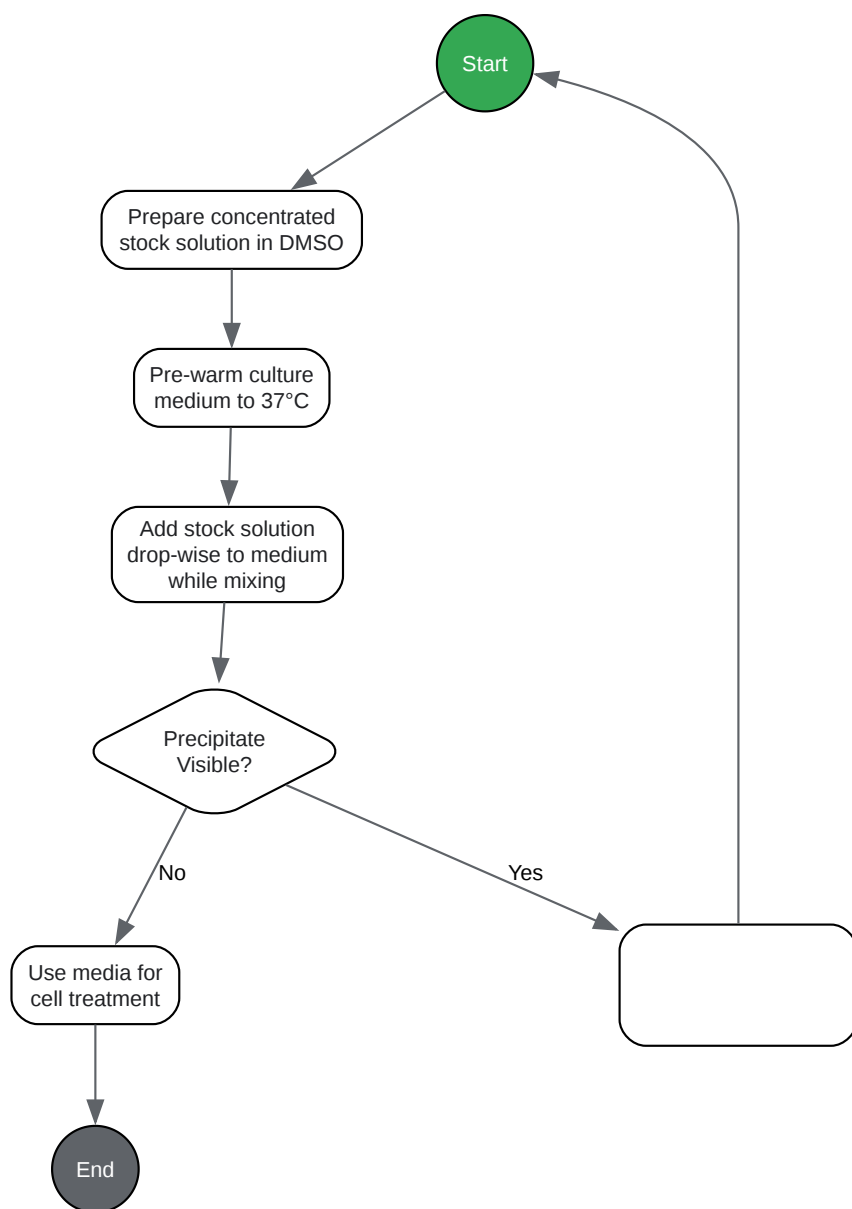 Start
Prepare concentrated
stock solution in DMSO
Pre-warm culture
medium to 37°C
Add stock solution
drop-wise to medium
while mixing
Precipitate
Visible?
No
Yes
Use media for
cell treatment
End